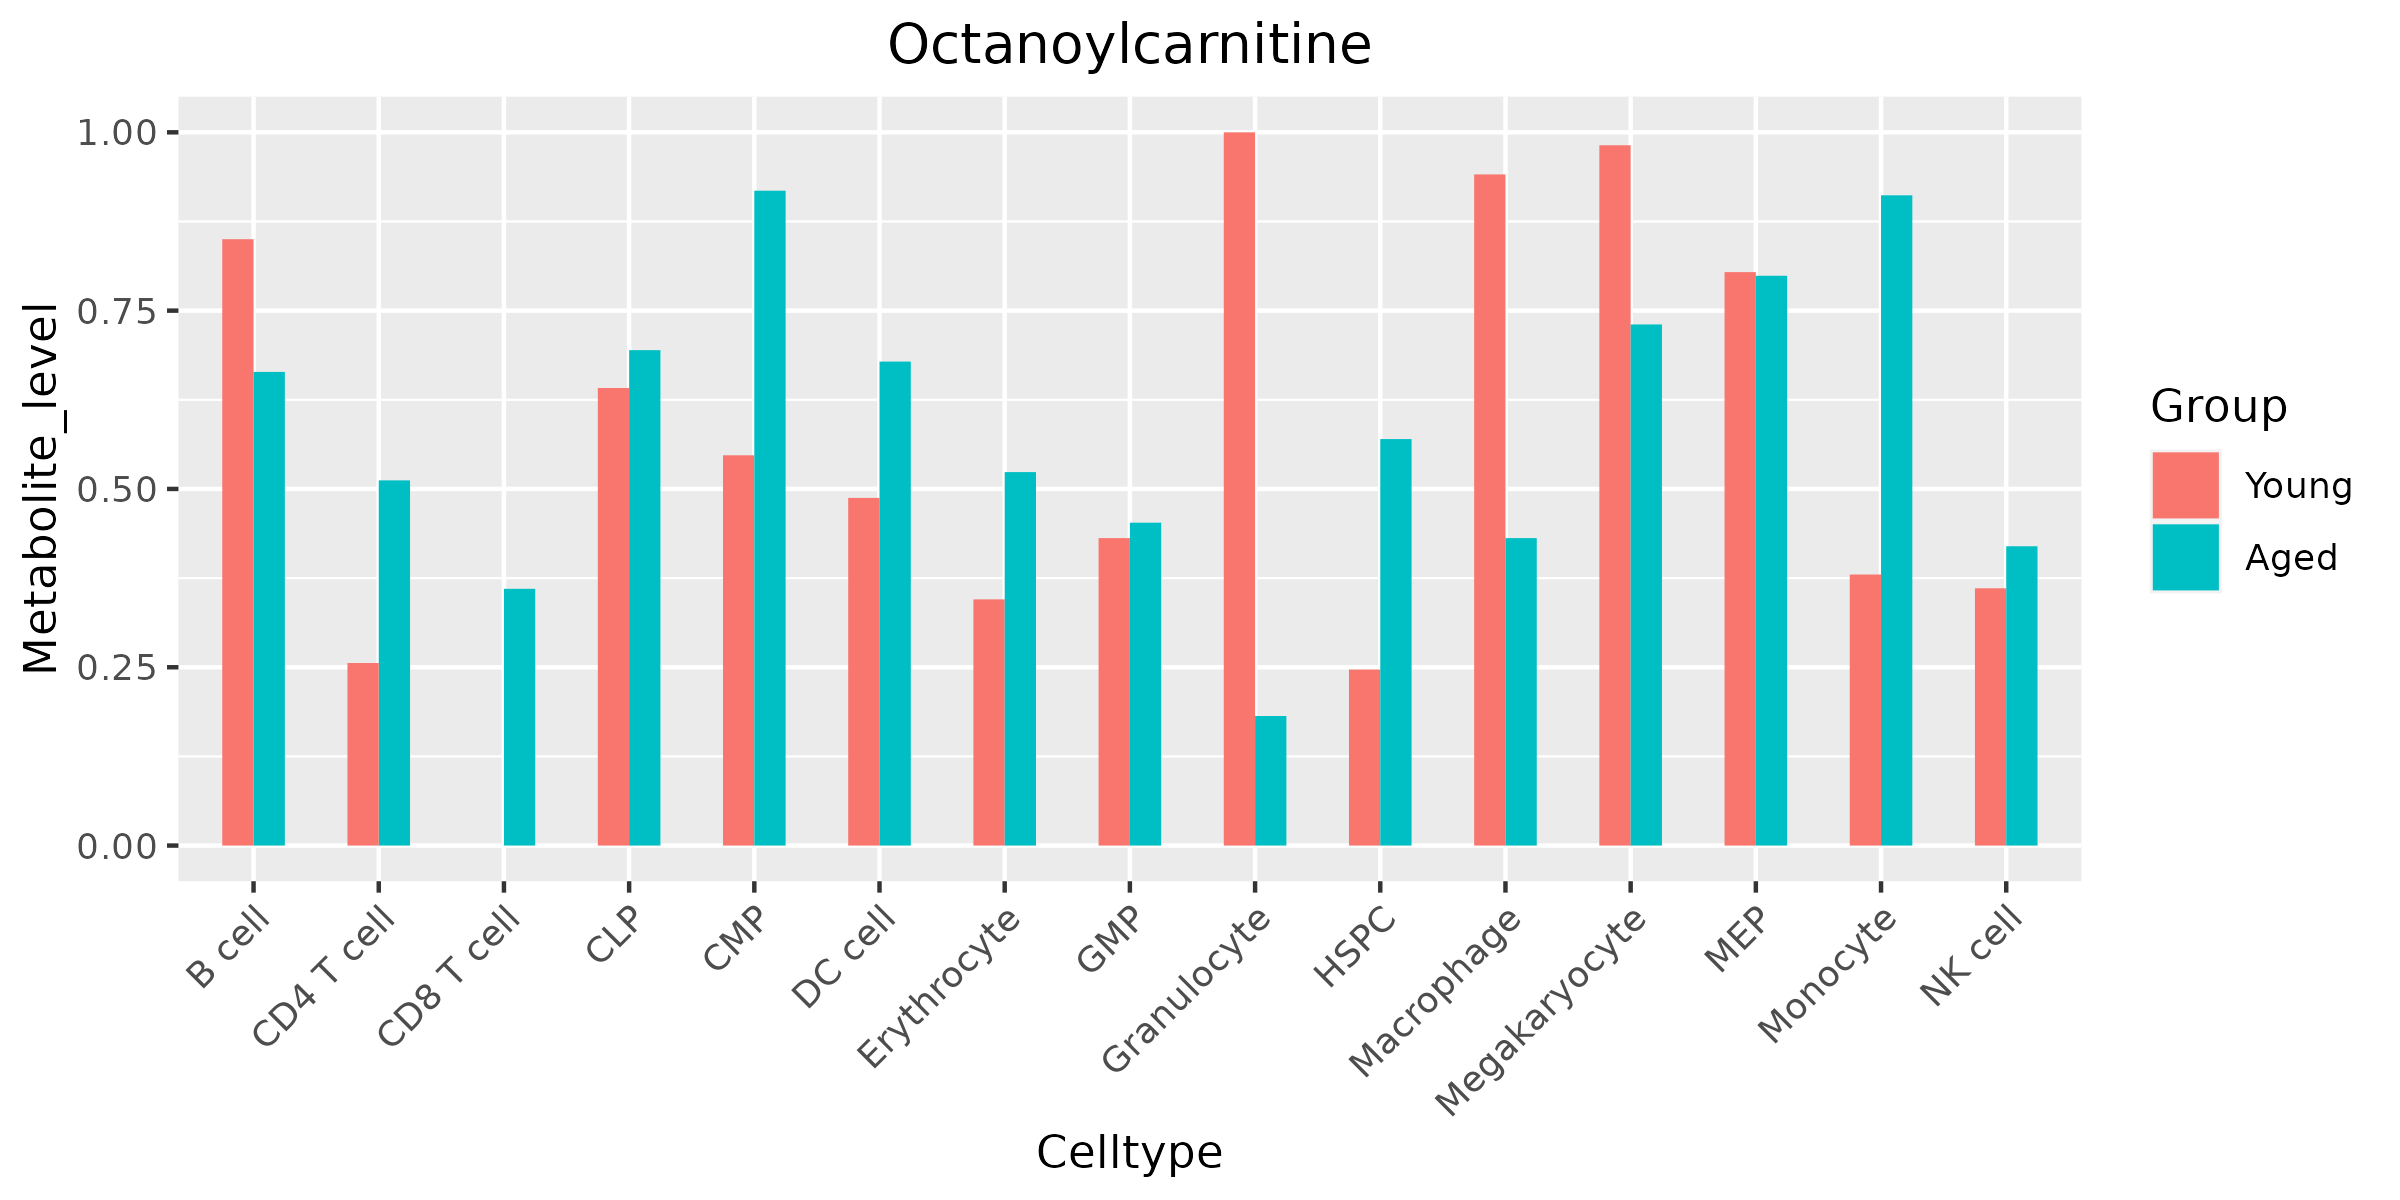 Octanoylcarnitine
Metabolite_level
1.00
0.75
0.50
0.25
0.00
B cell
CD4 T cell
CD8 T cell
CLP
CMP
DC cell
Erythrocyte
GMP
Granulocyte
HSPC
Macrophage
Megakaryocyte
MEP
Monocyte
NK cell
Celltype
Group
Young
Aged